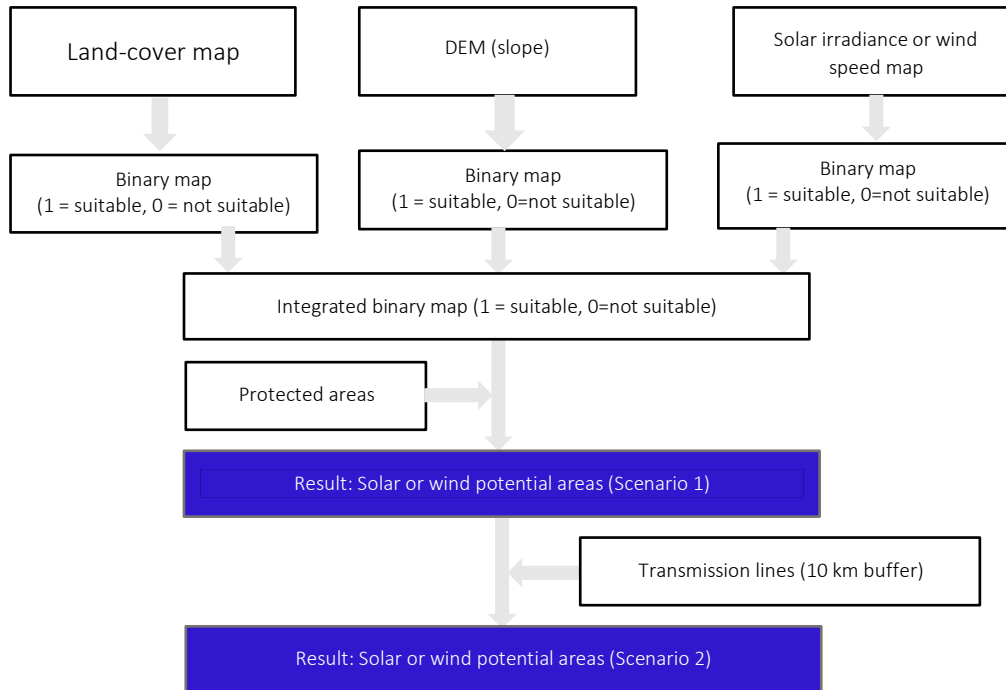 Land-cover map
DEM (slope)
Solar irradiance or wind
speed map
Binary map
(1 = suitable, 0 = not suitable)
Binary map
(1 = suitable, 0=not suitable)
Binary map
(1 = suitable, 0=not suitable)
Integrated binary map (1 = suitable, 0=not suitable)
Protected areas
Result: Solar or wind potential areas (Scenario 1)
Transmission lines (10 km buffer)
Result: Solar or wind potential areas (Scenario 2)